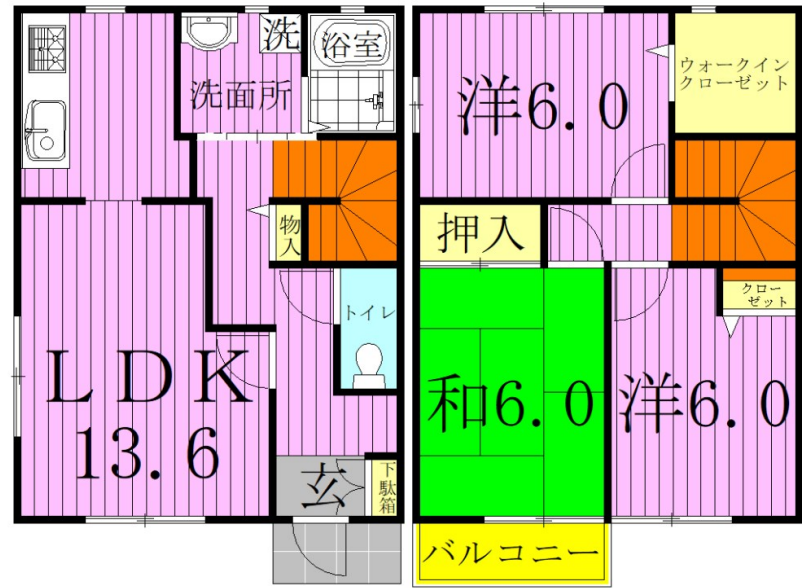 洗
浴室
洗面所
物
入
トイレ
LDK
13.6
玄
下
駄
箱
洋6.0
ウォークイン
クローゼット
押入
クロー
ゼット
和6.0
洋6.0
バルコニー